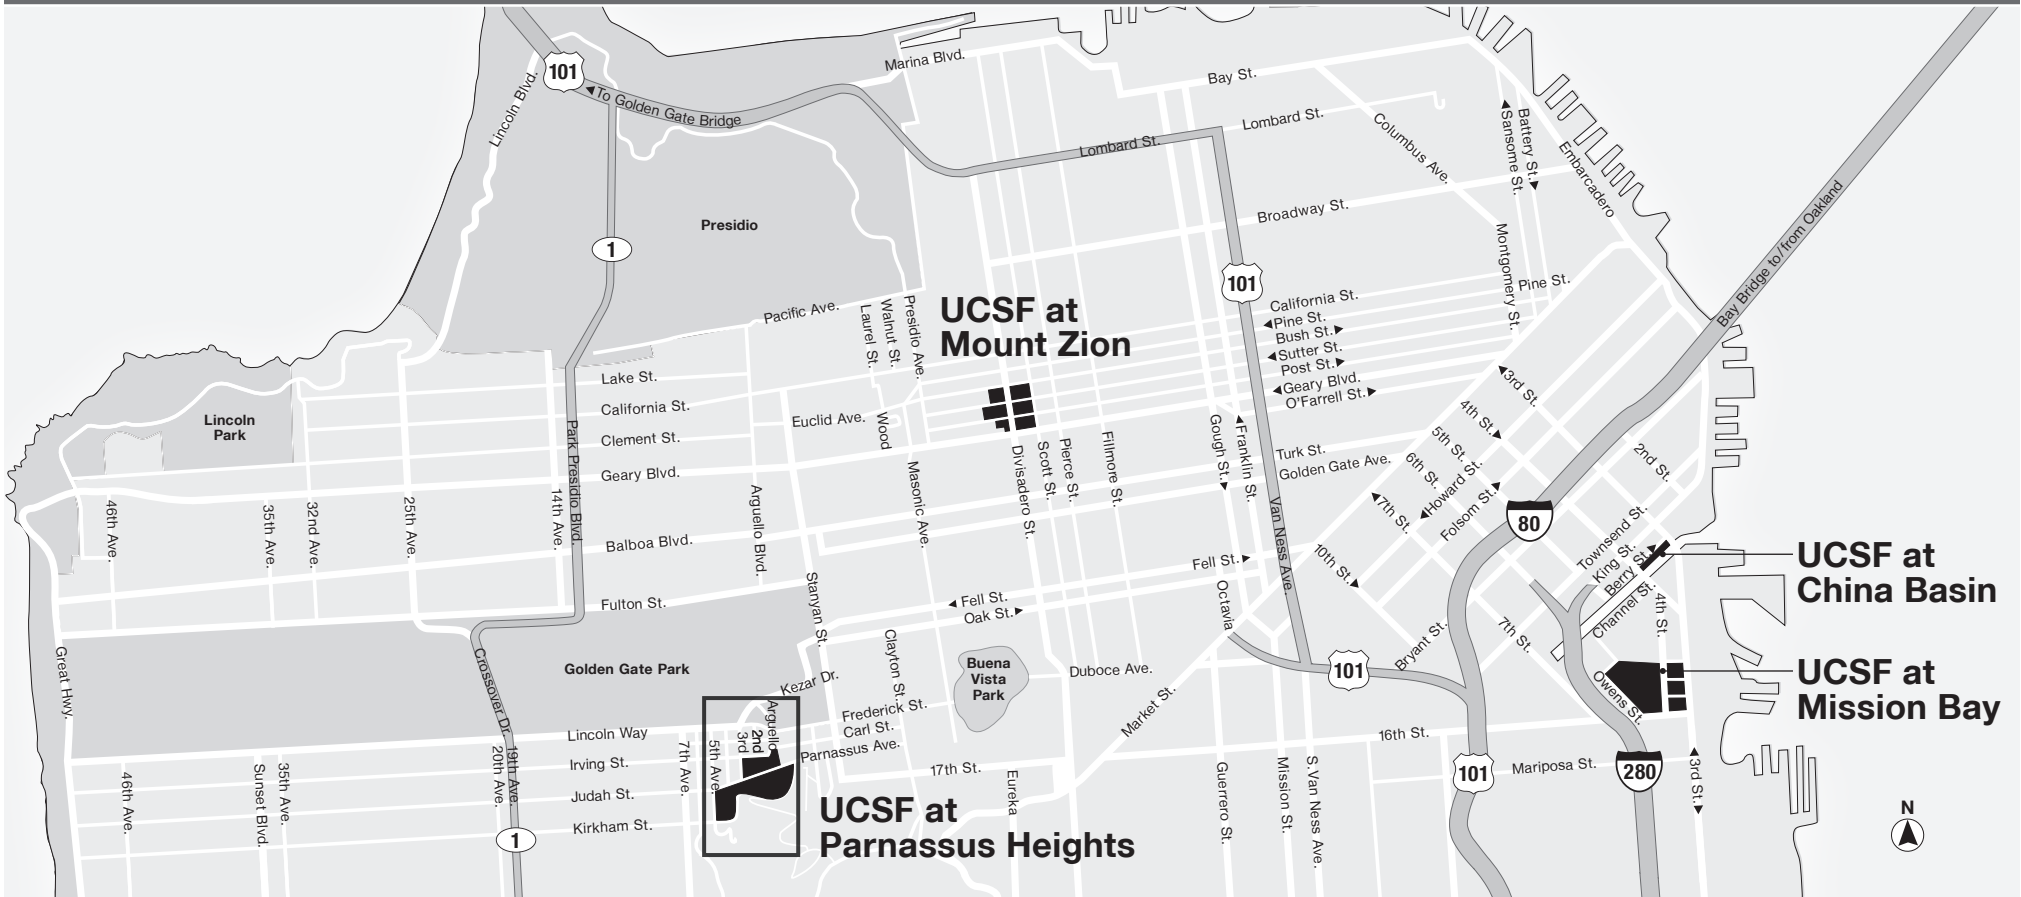 101
Lincoln Blvd.
To Golden Gate Bridge
Marina Blvd.
Bay St.
Lombard St.
Lombard St.
Columbus Ave.
Battery St.
Sansome St.
Embarcadero
Bay Bridge to/from Oakland
Presidio
1
Broadway St.
Montgomery St.
Pine St.
101
Pacific Ave.
Laurel St.
Walnut St.
Presidio Ave.
UCSF at
Mount Zion
California St.
Pine St.
Bush St.
Sutter St.
Post St.
Geary Blvd.
O'Farrell St.
Lake St.
California St.
Clement St.
Geary Blvd.
Euclid Ave.
Wood
Lincoln
Park
Park Presidio Blvd.
3rd St.
4th St.
5th St.
6th St.
Howard St.
Folsom St.
7th St.
2nd St.
Gough St.
Franklin St.
Turk St.
Golden Gate Ave.
Divisadero St.
Scott St.
Pierce St.
Fillmore St.
Masonic Ave.
Arguello Blvd.
46th Ave.
35th Ave.
32nd Ave.
25th Ave.
14th Ave.
Balboa Blvd.
Van Ness Ave.
80
Townsend St.
King St.
Berry St.
Channel St.
4th St.
UCSF at
China Basin
10th St.
Fell St.
Octavia
Fell St.
Oak St.
Stanyan St.
Fulton St.
Clayton St.
Great Hwy.
Crossover Dr.
Golden Gate Park
Buena
Vista
Park
Duboce Ave.
101
Bryant St.
7th St.
Owens St.
UCSF at
Mission Bay
Kezar Dr.
Frederick St.
Carl St.
Parnassus Ave.
Arguello
2nd
3rd
5th Ave.
7th Ave.
Lincoln Way
Irving St.
Judah St.
Kirkham St.
Market St.
16th St.
Mariposa St.
17th St.
Eureka
Guerrero St.
Mission St.
S.Van Ness Ave.
101
280
3rd St.
46th Ave.
Sunset Blvd.
35th Ave.
20th Ave.
19th Ave.
1
UCSF at
Parnassus Heights
N